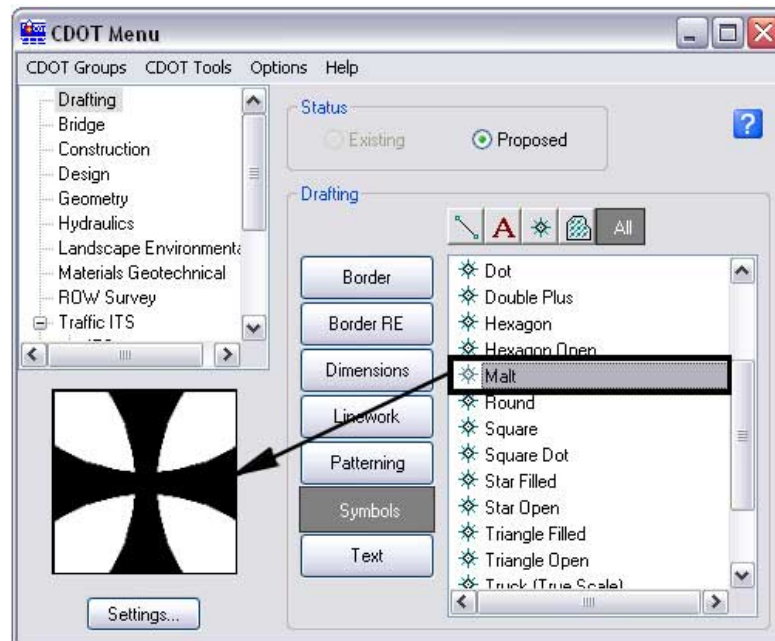 CDOT Menu
CDOT Groups CDOT Tools Options Help
Drafting
Bridge
Construction
Design
Geometry
Hydraulics
Landscape Environment
Materials Geotechnical
ROW Survey
Traffic ITS
Status
Existing
Proposed
?
Drafting
A
All
Border
Border RE
Dimensions
Linework
Patterning
Symbols
Text
Dot
Double Plus
Hexagon
Hexagon Open
Malt
Round
Square
Square Dot
Star Filled
Star Open
Triangle Filled
Triangle Open
Truck (True Scale)
Settings...